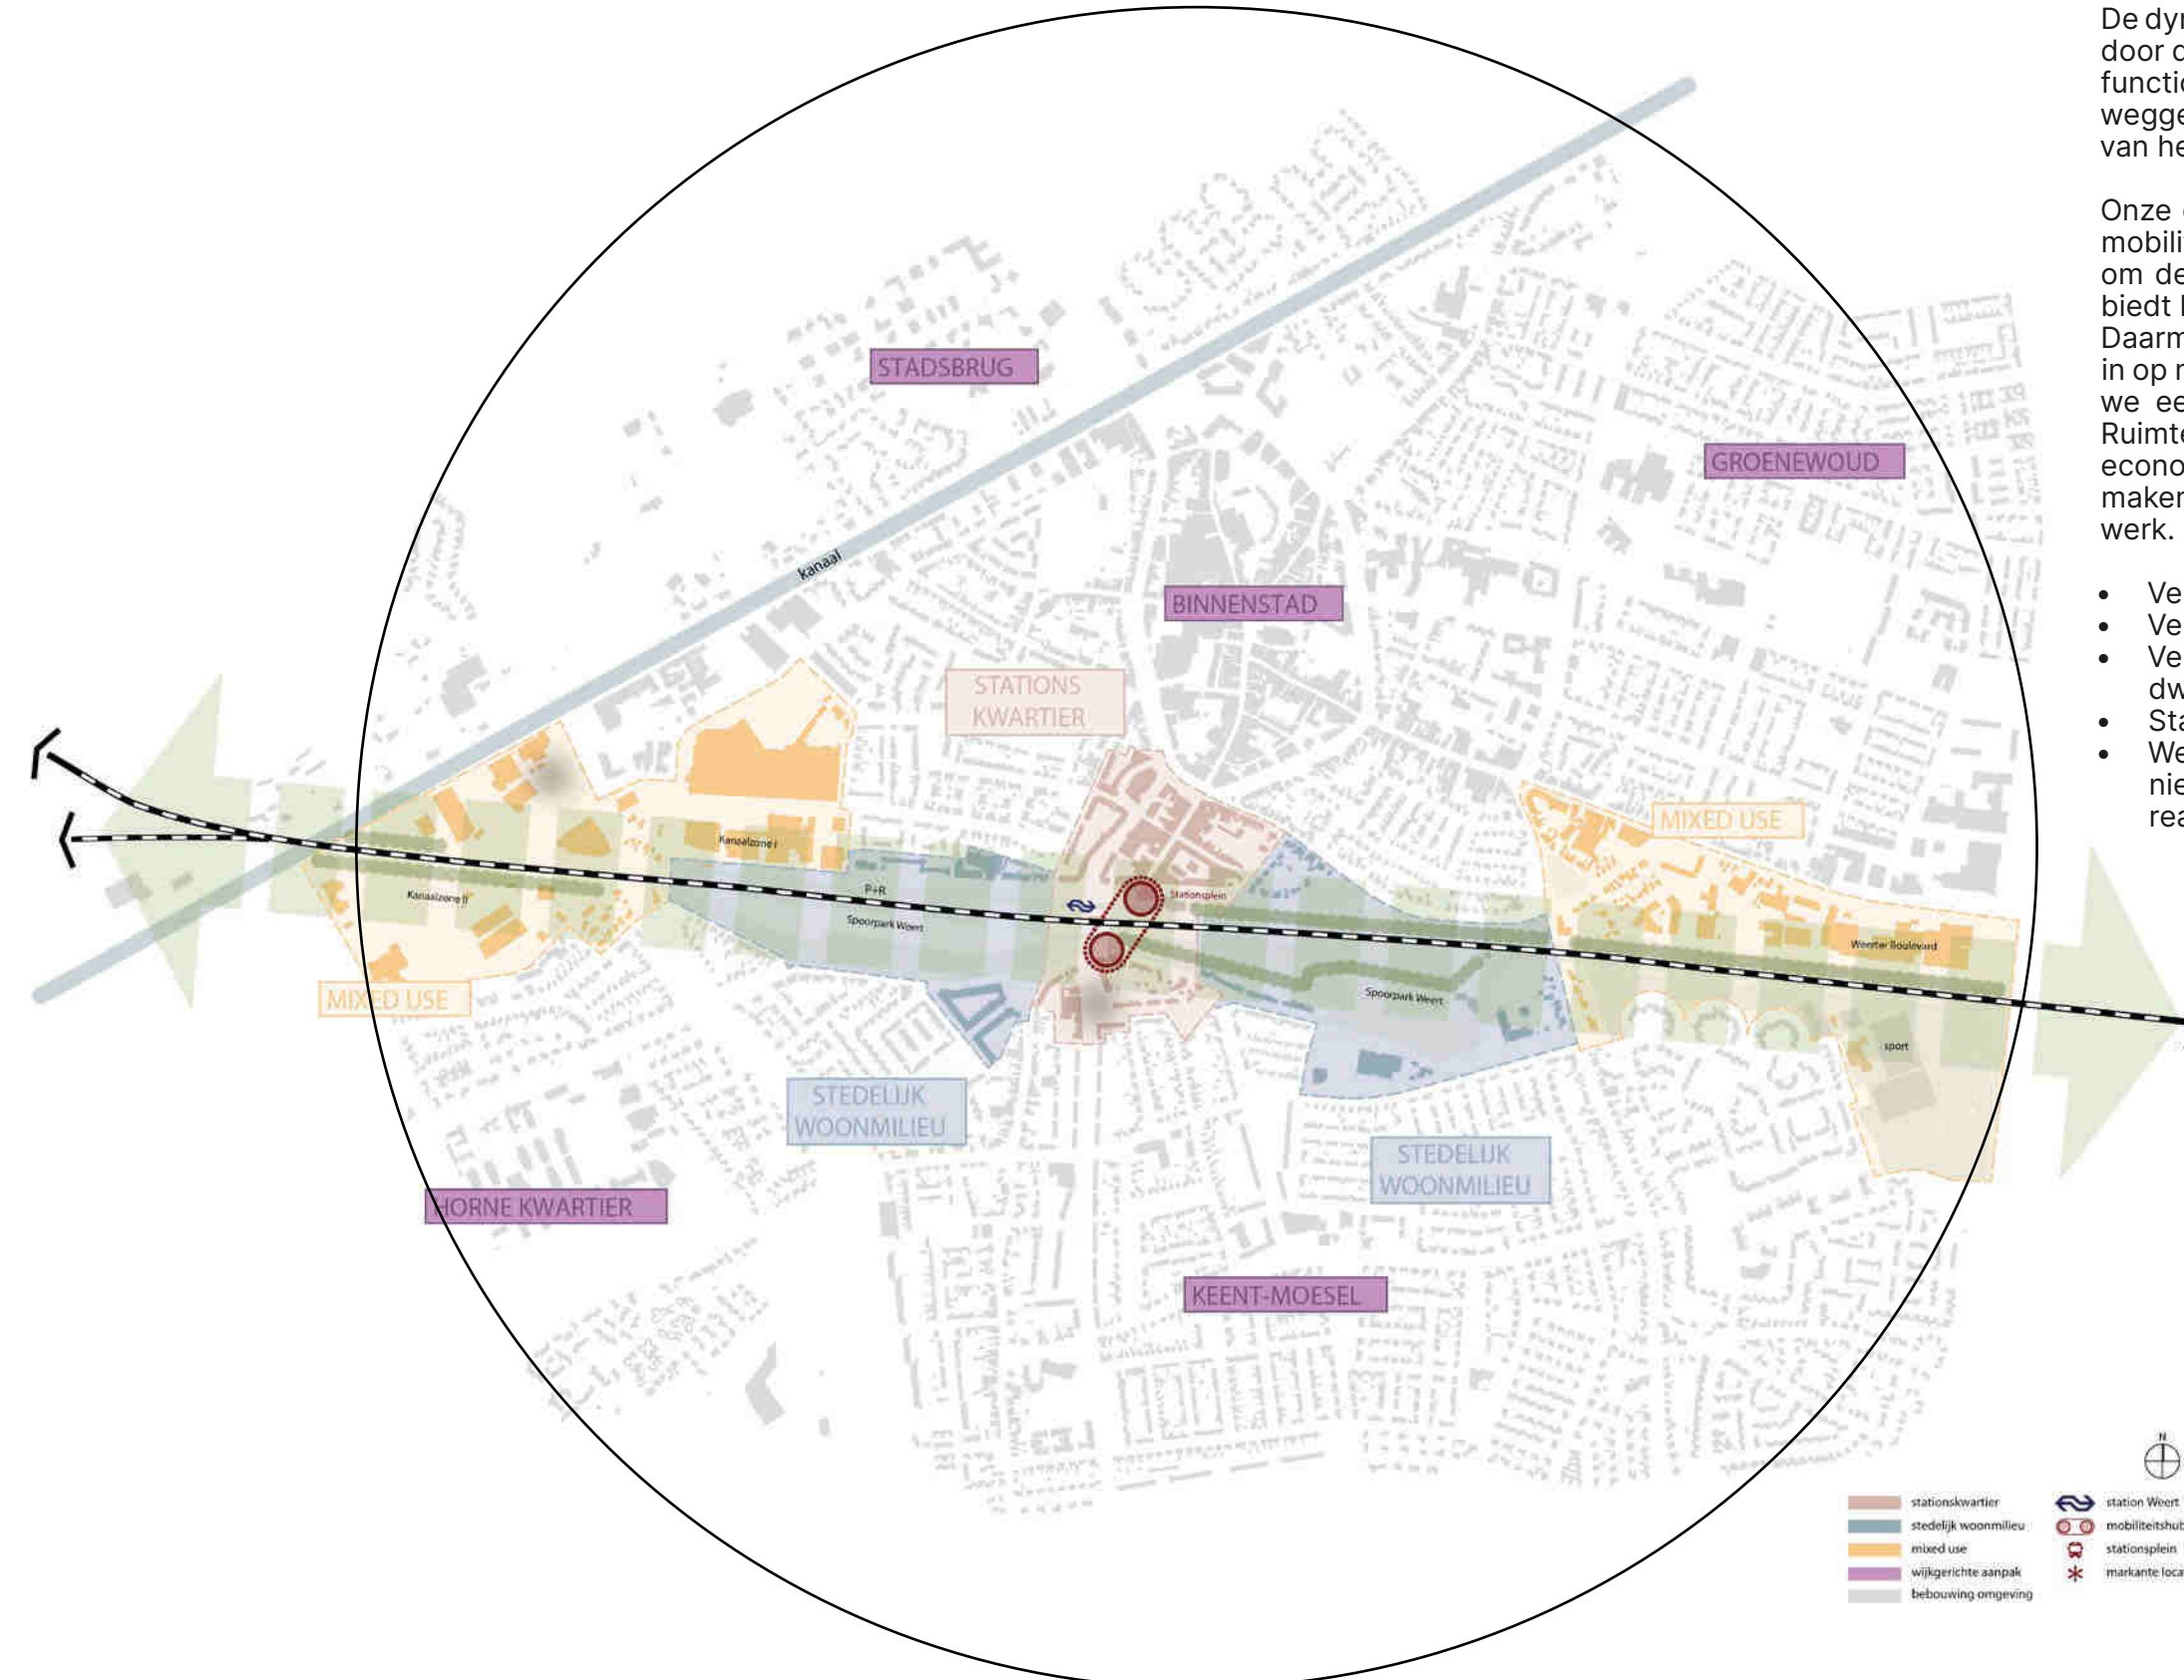 STADSBRUG
GROENEWOUD
kanaal
BINNENSTAD
STATIONS
KWARTIER
MIXED USE
Kanaalzone I
P+R
Stationsplein
Kanaalzone II
Spoorpark Weert
Weerter Boulevard
MIXED USE
Spoorpark Weert
sport
STEDELIJK
WOONMILIEU
STEDELIJK
WOONMILIEU
HORNE KWARTIER
KEENT-MOESEL
N
stationskwartier
stedelijk woonmilieu
mixed use
wijkgerichte aanpak
bebouwing omgeving
station Weert
mobiliteitshub
stationsplein
markante loca
De dyn
door d
functio
wegge
van he
Onze
mobili
om de
biedt
Daarm
in op
we ee
Ruimte
econo
maken
werk.
• Ve
• Ve
• Ve
dw
• Sta
• We
nie
rea